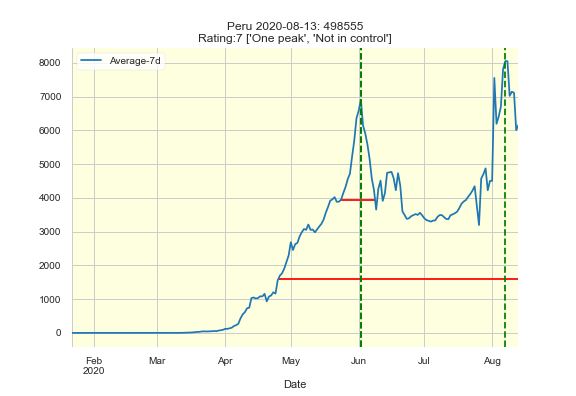 Peru 2020-08-13: 498555
Rating:7 ['One peak', 'Not in control']
Average-7d
8000
7000
6000
5000
4000
3000
2000
1000
0
Feb Mar Apr May Jun Jul Aug
2020
Date